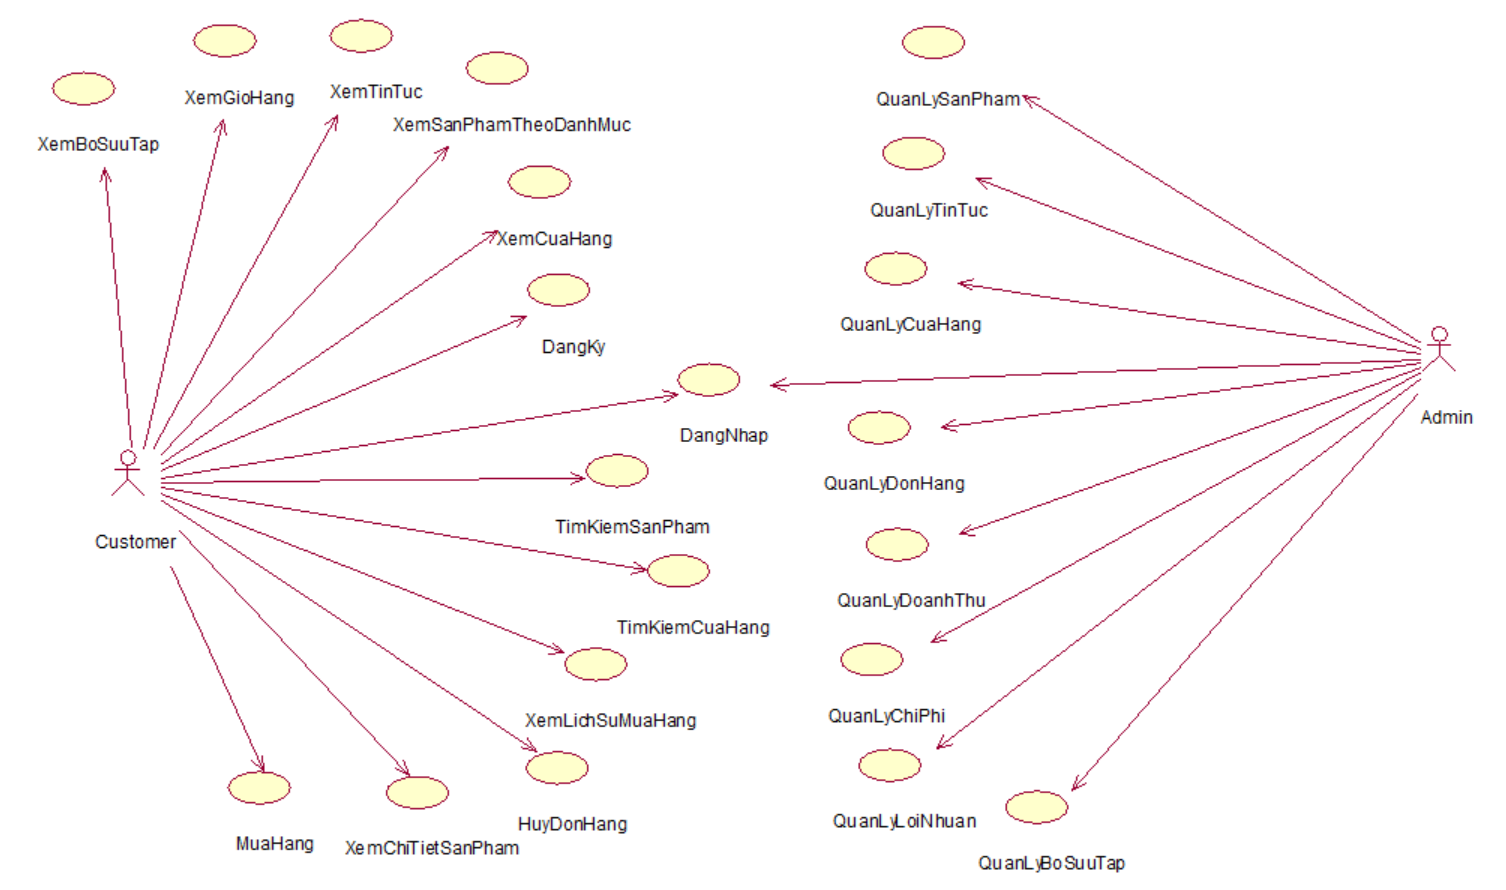 XemBoSuuTap
XemGioHang
XemTinTuc
XemSanPhamTheoDanhMuc
XemCuaHang
DangKy
DangNhap
TimKiemSanPham
TimKiemCuaHang
XemLichSuMuaHang
HuyDonHang
XemChiTietSanPham
MuaHang
Customer
QuanLySanPham
QuanLyTinTuc
QuanLyCuaHang
QuanLyDonHang
QuanLyDoanhThu
QuanLyChiPhi
QuanLyLoiNhuan
QuanLyBoSuuTap
Admin